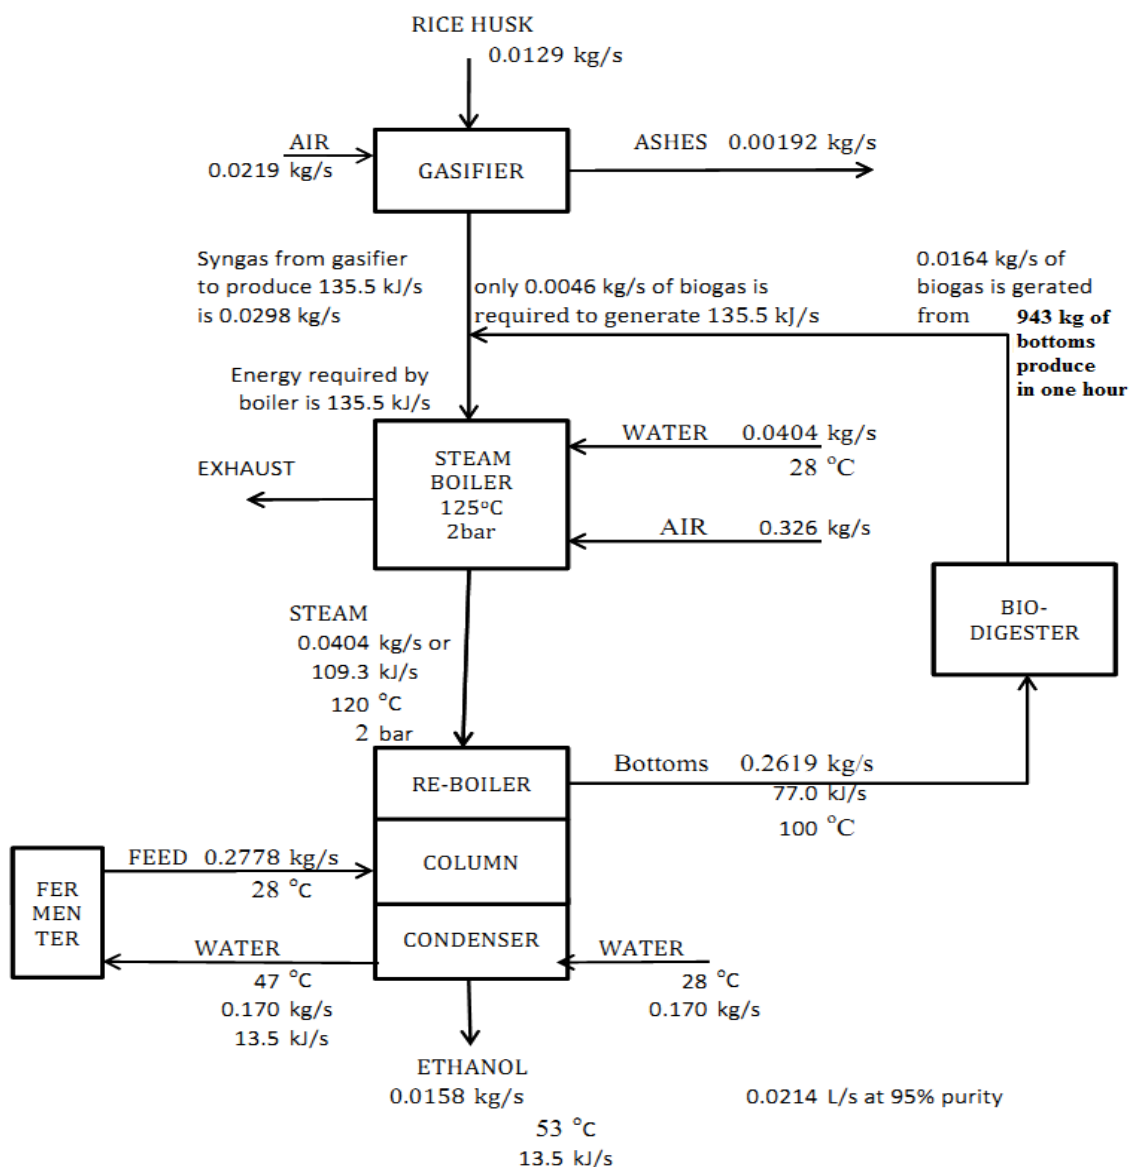 RICE HUSK
0.0129 kg/s
AIR
0.0219 kg/s
GASIFIER
ASHES 0.00192 kg/s
Syngas from gasifier
to produce 135.5 kJ/s
is 0.0298 kg/s
only 0.0046 kg/s of biogas is
required to generate 135.5 kJ/s
0.0164 kg/s of
biogas is gerated
from
943 kg of
bottoms
produce
in one hour
Energy required by
boiler is 135.5 kJ/s
STEAM
BOILER
125°C
2bar
WATER 0.0404 kg/s
28 °C
EXHAUST
AIR 0.326 kg/s
BIO-
DIGESTER
STEAM
0.0404 kg/s or
109.3 kJ/s
120 °C
2 bar
RE-BOILER
Bottoms 0.2619 kg/s
77.0 kJ/s
100 °C
FEED 0.2778 kg/s
28 °C
COLUMN
FER
MEN
TER
WATER
47 °C
0.170 kg/s
13.5 kJ/s
CONDENSER
WATER
28 °C
0.170 kg/s
ETHANOL
0.0158 kg/s
53 °C
13.5 kJ/s
0.0214 L/s at 95% purity